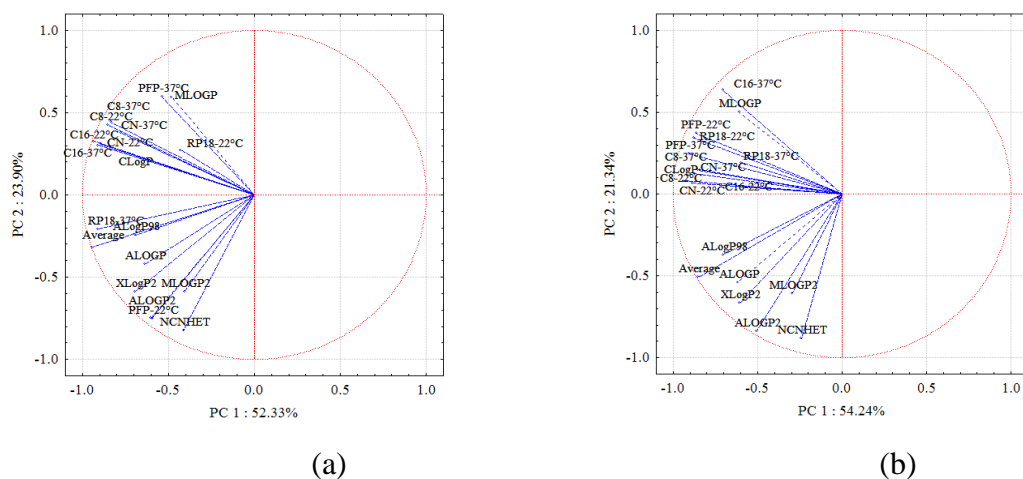 1.0
0.5
0.0
-0.5
-1.0
PC 2 : 23.90%
PFP-37°C
MLOGP
C8-37°C
C8-22°C
CN-37°C
C16-22°C
CN-22°C
RP18-22°C
C16-37°C
CLogP
RP18-37°C
ALogP98
Average
ALOGP
XLogP2
MLOGP2
ALOGP2
PFP-22°C
NCNHET
-1.0 -0.5 0.0 0.5 1.0
PC 1 : 52.33%
(a)
1.0
0.5
0.0
-0.5
-1.0
PC 2 : 21.34%
C16-37°C
MLOGP
PFP-22°C
RP18-22°C
PFP-37°C
RP18-37°C
C8-37°C
CN-37°C
CLogP
C8-22°C
C16-22°C
CN-22°C
ALogP98
Average
ALOGP
MLOGP2
XLogP2
ALOGP2
NCNHET
-1.0 -0.5 0.0 0.5 1.0
PC 1 : 54.24%
(b)